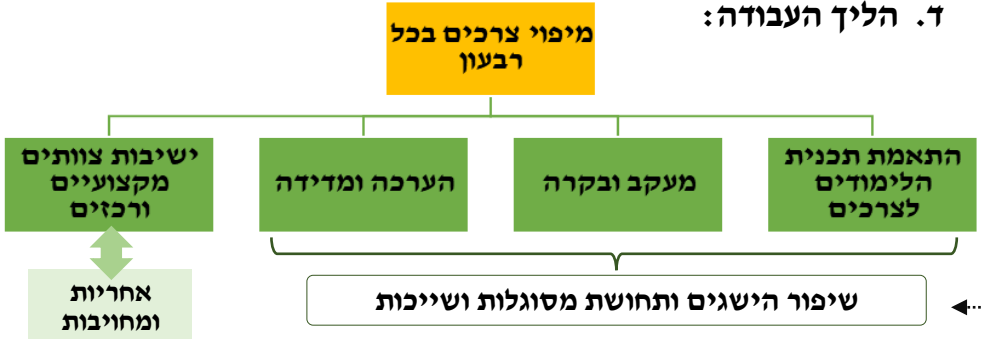 ד. הליך העבודה:
מיפוי צרכים בכל
רבעון
התאמת תכנית
הלימודים
לצרכים
מעקב ובקרה
הערכה ומדידה
ישיבות צוותים
מקצועיים
ורכזים
שיפור הישגים ותחושת מסוגלות ושייכות
אחריות
ומחויבות